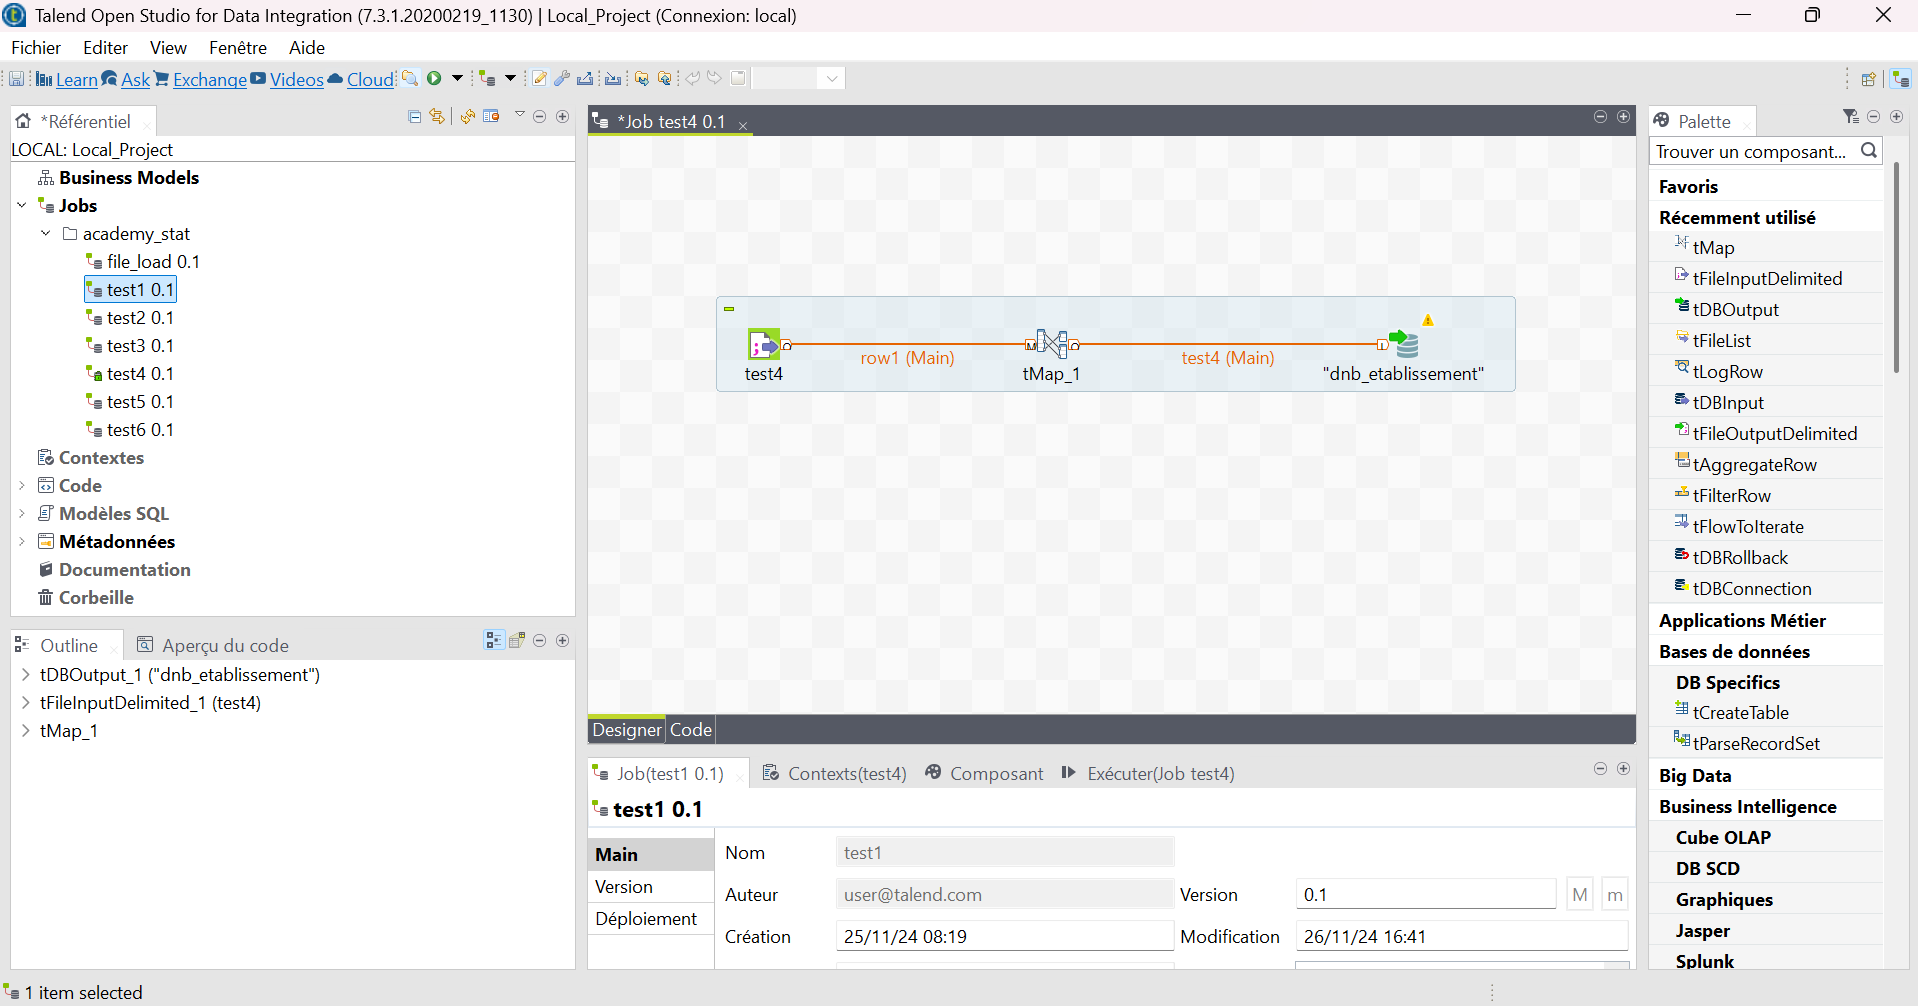 Talend Open Studio for Data Integration (7.3.1.20200219_1130) | Local_Project (Connexion: local)
Fichier Editer View Fenêtre Aide
Learn Ask Exchange Videos Cloud
*Référentiel
LOCAL: Local_Project
Business Models
Jobs
academy_stat
file_load 0.1
test1 0.1
test2 0.1
test3 0.1
test4 0.1
test5 0.1
test6 0.1
Contextes
Code
Modèles SQL
Métadonnées
Documentation
Corbeille
Outline Aperçu du code
tDBOutput_1 ("dnb_etablissement")
tFileInputDelimited_1 (test4)
tMap_1
*Job test4 0.1
row1 (Main) test4 (Main)
test4 tMap_1 "dnb_etablissement"
Designer Code
Job(test1 0.1) Contexts(test4) Composant Exécuter(Job test4)
test1 0.1
Main
Version
Déploiement
Nom test1
Auteur user@talend.com Version 0.1 M m
Création 25/11/24 08:19 Modification 26/11/24 16:41
Palette
Trouver un composant...
Favoris
Récemment utilisé
tMap
tFileInputDelimited
tDBOutput
tFileList
tLogRow
tDBInput
tFileOutputDelimited
tAggregateRow
tFilterRow
tFlowToIterate
tDBRollback
tDBConnection
Applications Métier
Bases de données
DB Specifics
tCreateTable
tParseRecordSet
Big Data
Business Intelligence
Cube OLAP
DB SCD
Graphiques
Jasper
Splunk
1 item selected